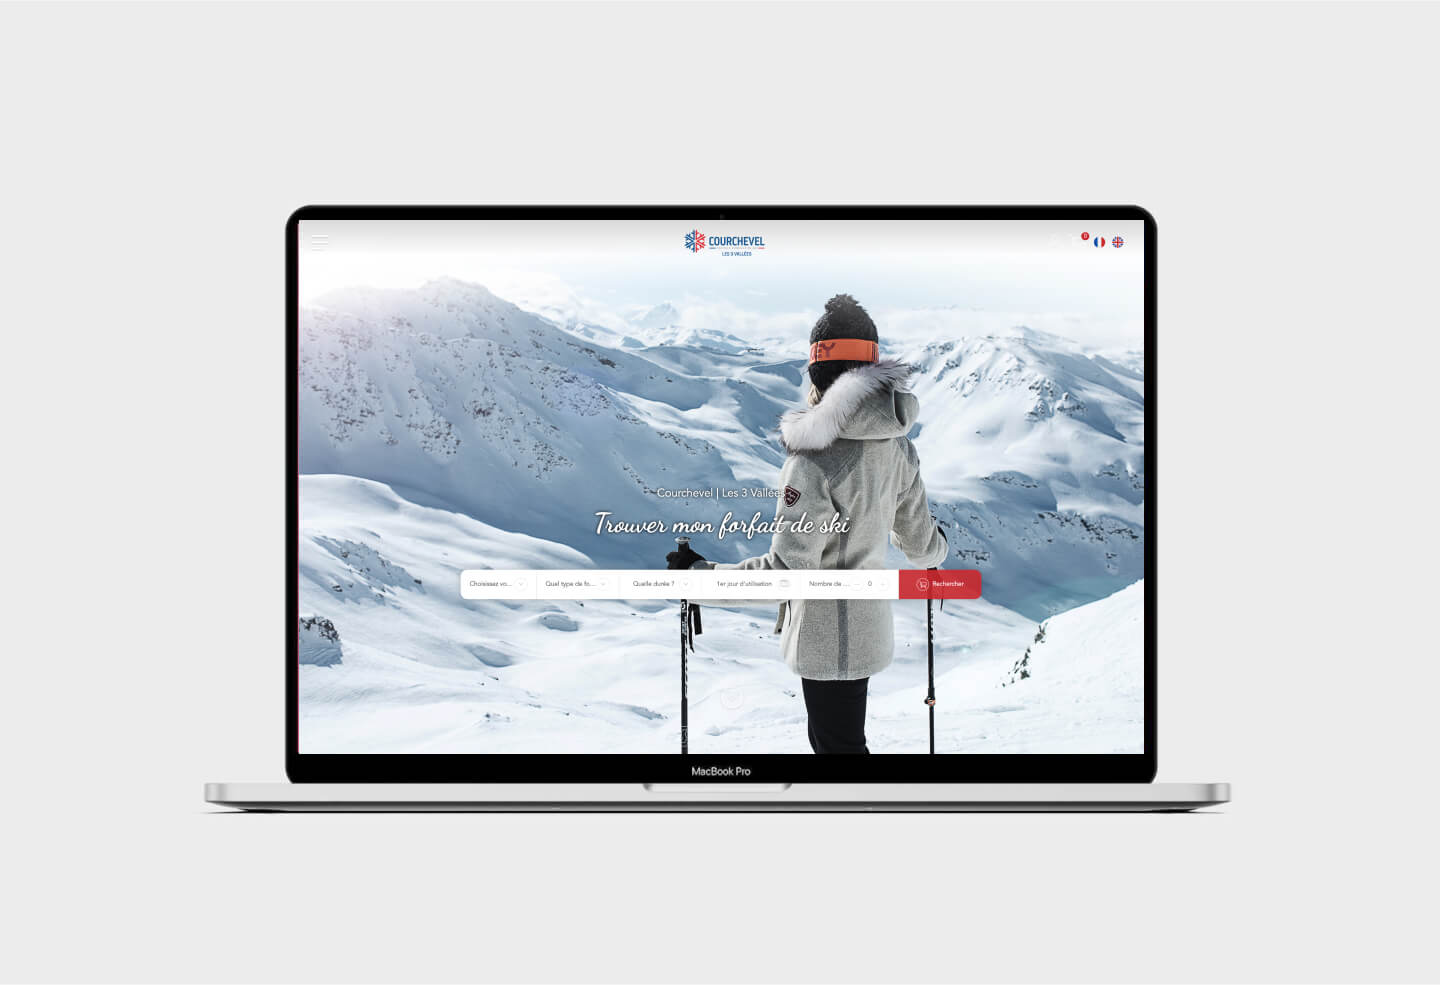 COURCHEVEL
LES 3 VALLÉES
0
EY
Courchevel | Les 3 Vallées
Trouver mon forfait de ski
Choisissez vo...
Quel type de fo...
Quelle durée ?
1er jour d'utilisation
Nombre de ...
0
Rechercher
MacBook Pro